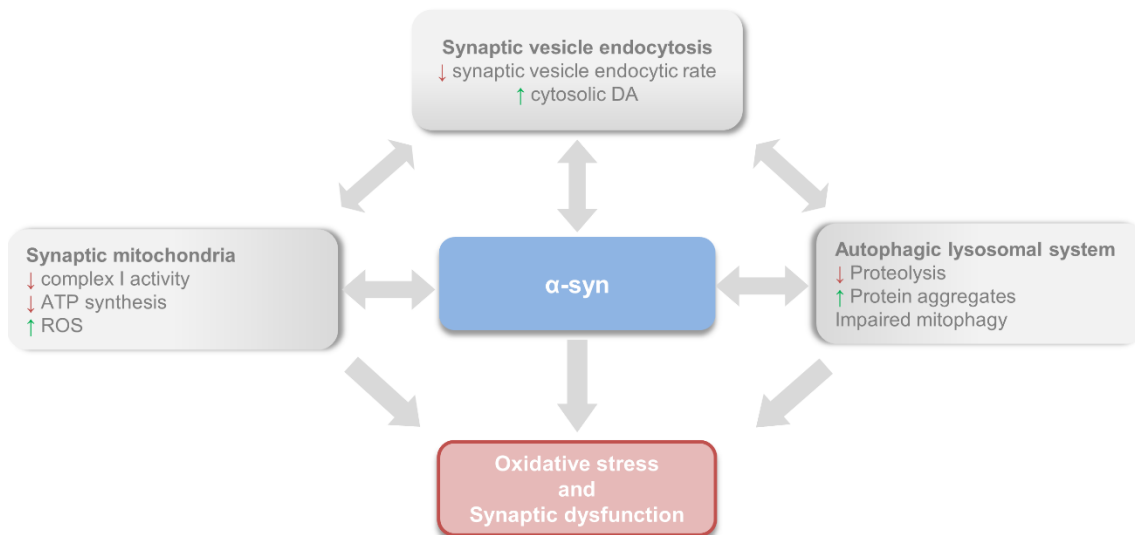 Synaptic vesicle endocytosis
↓ synaptic vesicle endocytic rate
↑ cytosolic DA
Synaptic mitochondria
↓ complex I activity
↓ ATP synthesis
↑ ROS
α-syn
Autophagic lysosomal system
↓ Proteolysis
↑ Protein aggregates
Impaired mitophagy
Oxidative stress
and
Synaptic dysfunction